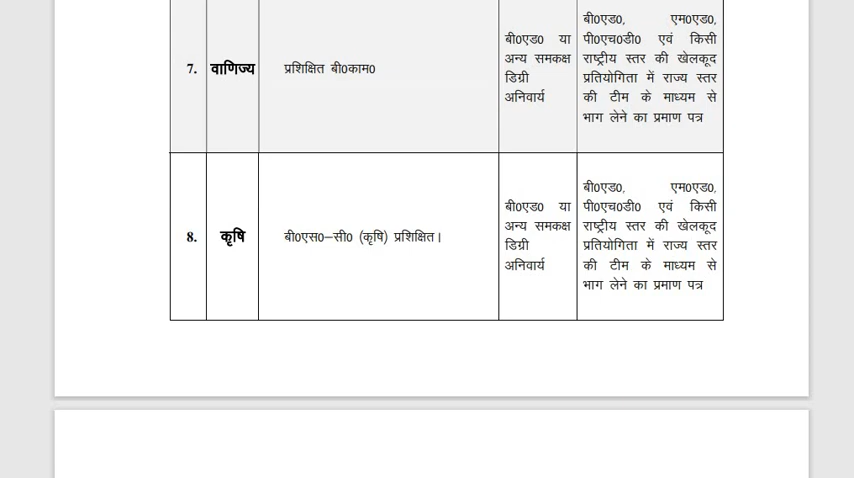 7.
वाणिज्य
प्रशिक्षित बी0काम0
बी0एड0 या
अन्य समकक्ष
डिग्री
अनिवार्य
बी0एड0, एम0एड0,
पी0एच0डी0 एवं किसी
राष्ट्रीय स्तर की खेलकूद
प्रतियोगिता में राज्य स्तर
की टीम के माध्यम से
भाग लेने का प्रमाण पत्र
8.
कृषि
बी0एस0–सी0 (कृषि) प्रशिक्षित।
बी0एड0 या
अन्य समकक्ष
डिग्री
अनिवार्य
बी0एड0, एम0एड0,
पी0एच0डी0 एवं किसी
राष्ट्रीय स्तर की खेलकूद
प्रतियोगिता में राज्य स्तर
की टीम के माध्यम से
भाग लेने का प्रमाण पत्र